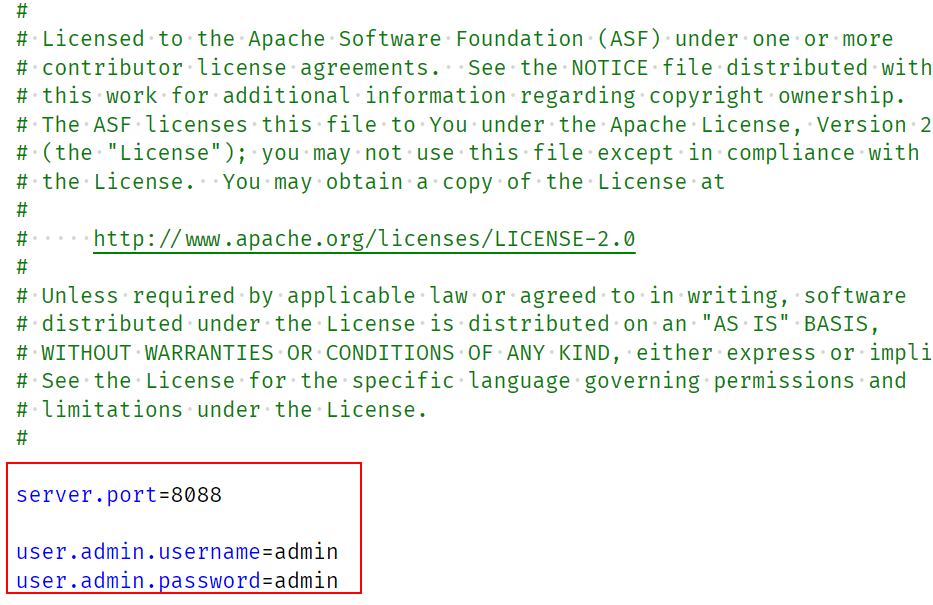 #
# Licensed to the Apache Software Foundation (ASF) under one or more
# contributor license agreements.  See the NOTICE file distributed with
# this work for additional information regarding copyright ownership.
# The ASF licenses this file to You under the Apache License, Version 2
# (the "License"); you may not use this file except in compliance with
# the License.  You may obtain a copy of the License at
#
#     http://www.apache.org/licenses/LICENSE-2.0
#
# Unless required by applicable law or agreed to in writing, software
# distributed under the License is distributed on an "AS IS" BASIS,
# WITHOUT WARRANTIES OR CONDITIONS OF ANY KIND, either express or impli
# See the License for the specific language governing permissions and
# limitations under the License.
#
server.port=8088
user.admin.username=admin
user.admin.password=admin